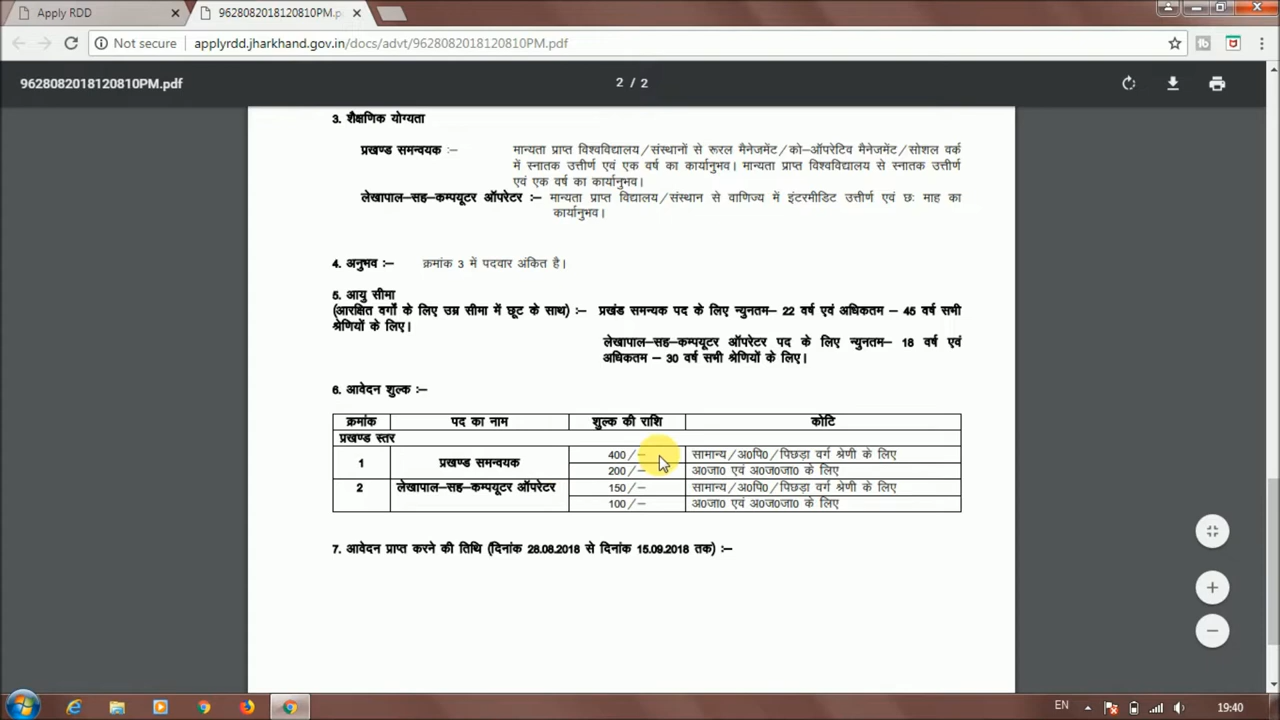 Apply RDD
9628082018120810PM.p
Not secure
applyrdd.jharkhand.gov.in/docs/advt/9628082018120810PM.pdf
9628082018120810PM.pdf
2 / 2
3. शैक्षणिक योग्यता
प्रखण्ड समन्वयक :- मान्यता प्राप्त विश्वविद्यालय/संस्थानों से रूरल मैनेजमेंट/को-ऑपरेटिव मैनेजमेंट/सोशल वर्क
में स्नातक उत्तीर्ण एवं एक वर्ष का कार्यानुभव। मान्यता प्राप्त विश्वविद्यालय से स्नातक उत्तीर्ण
एवं एक वर्ष का कार्यानुभव।
लेखापाल-सह-कम्पयूटर ऑपरेटर :- मान्यता प्राप्त विद्यालय/संस्थान से वाणिज्य में इंटरमीडिट उत्तीर्ण एवं छः माह का
कार्यानुभव।
4. अनुभव :- क्रमांक 3 में पदवार अंकित है।
5. आयु सीमा
(आरक्षित वर्गों के लिए उम्र सीमा में छूट के साथ) :- प्रखंड समन्यक पद के लिए न्युनतम- 22 वर्ष एवं अधिकतम - 45 वर्ष सभी
श्रेणियों के लिए।
लेखापाल-सह-कम्पयूटर ऑपरेटर पद के लिए न्युनतम- 18 वर्ष एवं
अधिकतम - 30 वर्ष सभी श्रेणियों के लिए।
6. आवेदन शुल्क :-
क्रमांक पद का नाम शुल्क की राशि कोटि
प्रखण्ड स्तर
1 प्रखण्ड समन्वयक 400/- सामान्य/अ0पि0/पिछड़ा वर्ग श्रेणी के लिए
200/- अ0जा0 एवं अ0ज0जा0 के लिए
2 लेखापाल-सह-कम्पयूटर ऑपरेटर 150/- सामान्य/अ0पि0/पिछड़ा वर्ग श्रेणी के लिए
100/- अ0जा0 एवं अ0ज0जा0 के लिए
7. आवेदन प्राप्त करने की तिथि (दिनांक 28.08.2018 से दिनांक 15.09.2018 तक) :-
EN
19:40